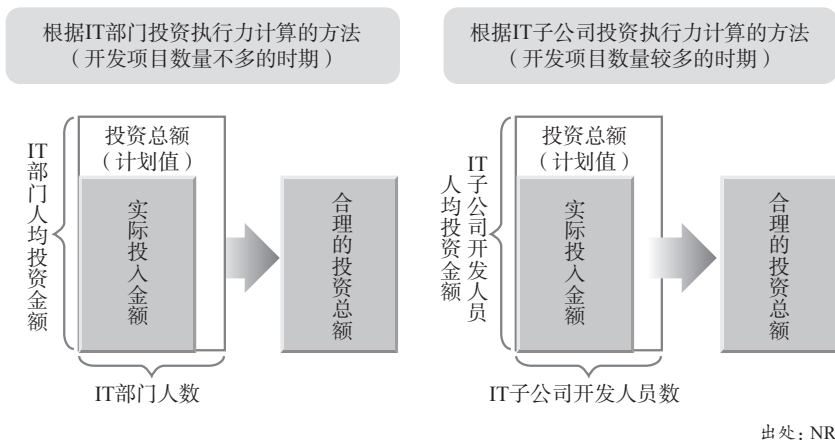 根据IT部门投资执行力计算的方法
（开发项目数量不多的时期）
IT部门人均投资金额
投资总额
（计划值）
实际投入金额
合理的投资总额
IT部门人数
根据IT子公司投资执行力计算的方法
（开发项目数量较多的时期）
IT子公司开发人员
人均投资金额
投资总额
（计划值）
实际投入金额
合理的投资总额
IT子公司开发人员数
出处：NR